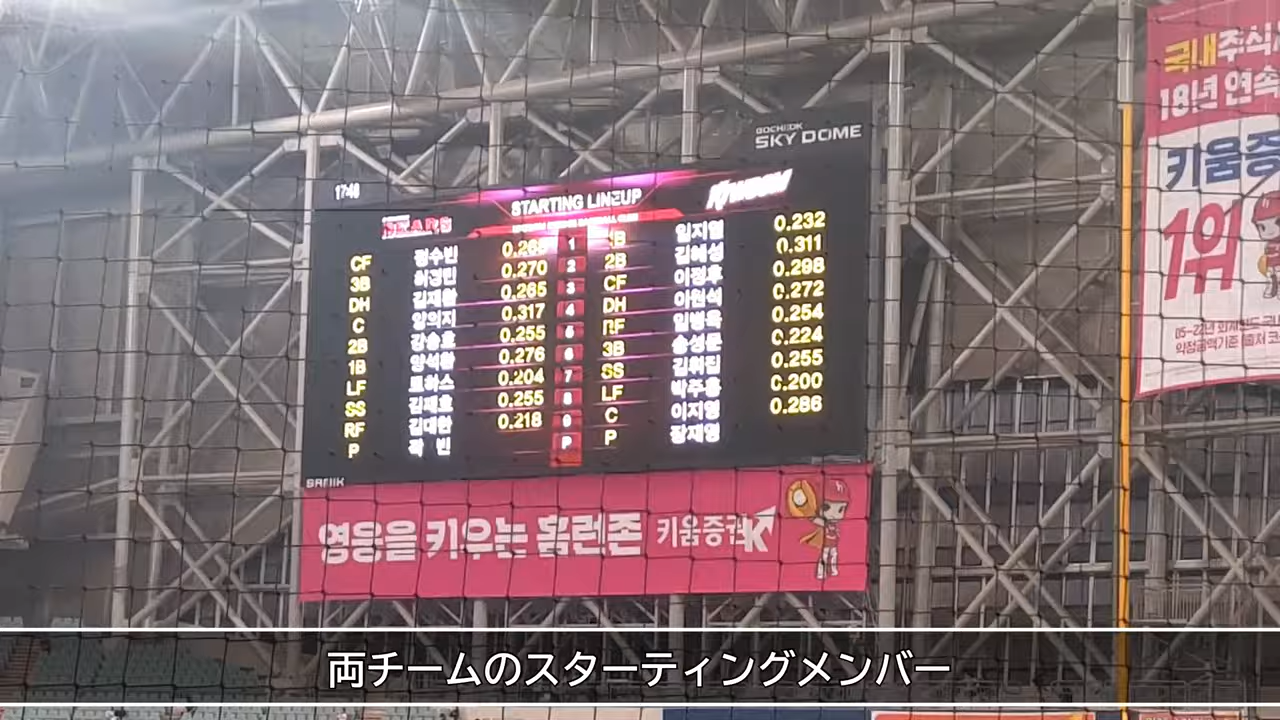 GOCHEOK
SKY DOME
17:48
STARTING LINEUP
BEARS
Kiwoom
CF 정수빈 1 임지열 0.232
3B 허경민 0.270 2 2B 김혜성 0.311
DH 김재환 0.265 3 CF 이정후 0.298
C 양의지 0.317 4 DH 이원석 0.272
2B 강승호 0.255 5 RF 임병욱 0.254
1B 양석환 0.276 6 3B 송성문 0.224
LF 로하스 0.204 7 SS 김휘집 0.255
SS 김재호 0.255 8 LF 박주홍 0.200
RF 김대한 0.218 9 C 이지영 0.286
P 곽 빈 P P 장재영
영웅을 키우는 홈런존 키움증권
국내주식
18년 연속
키움증
1위
両チームのスターティングメンバー